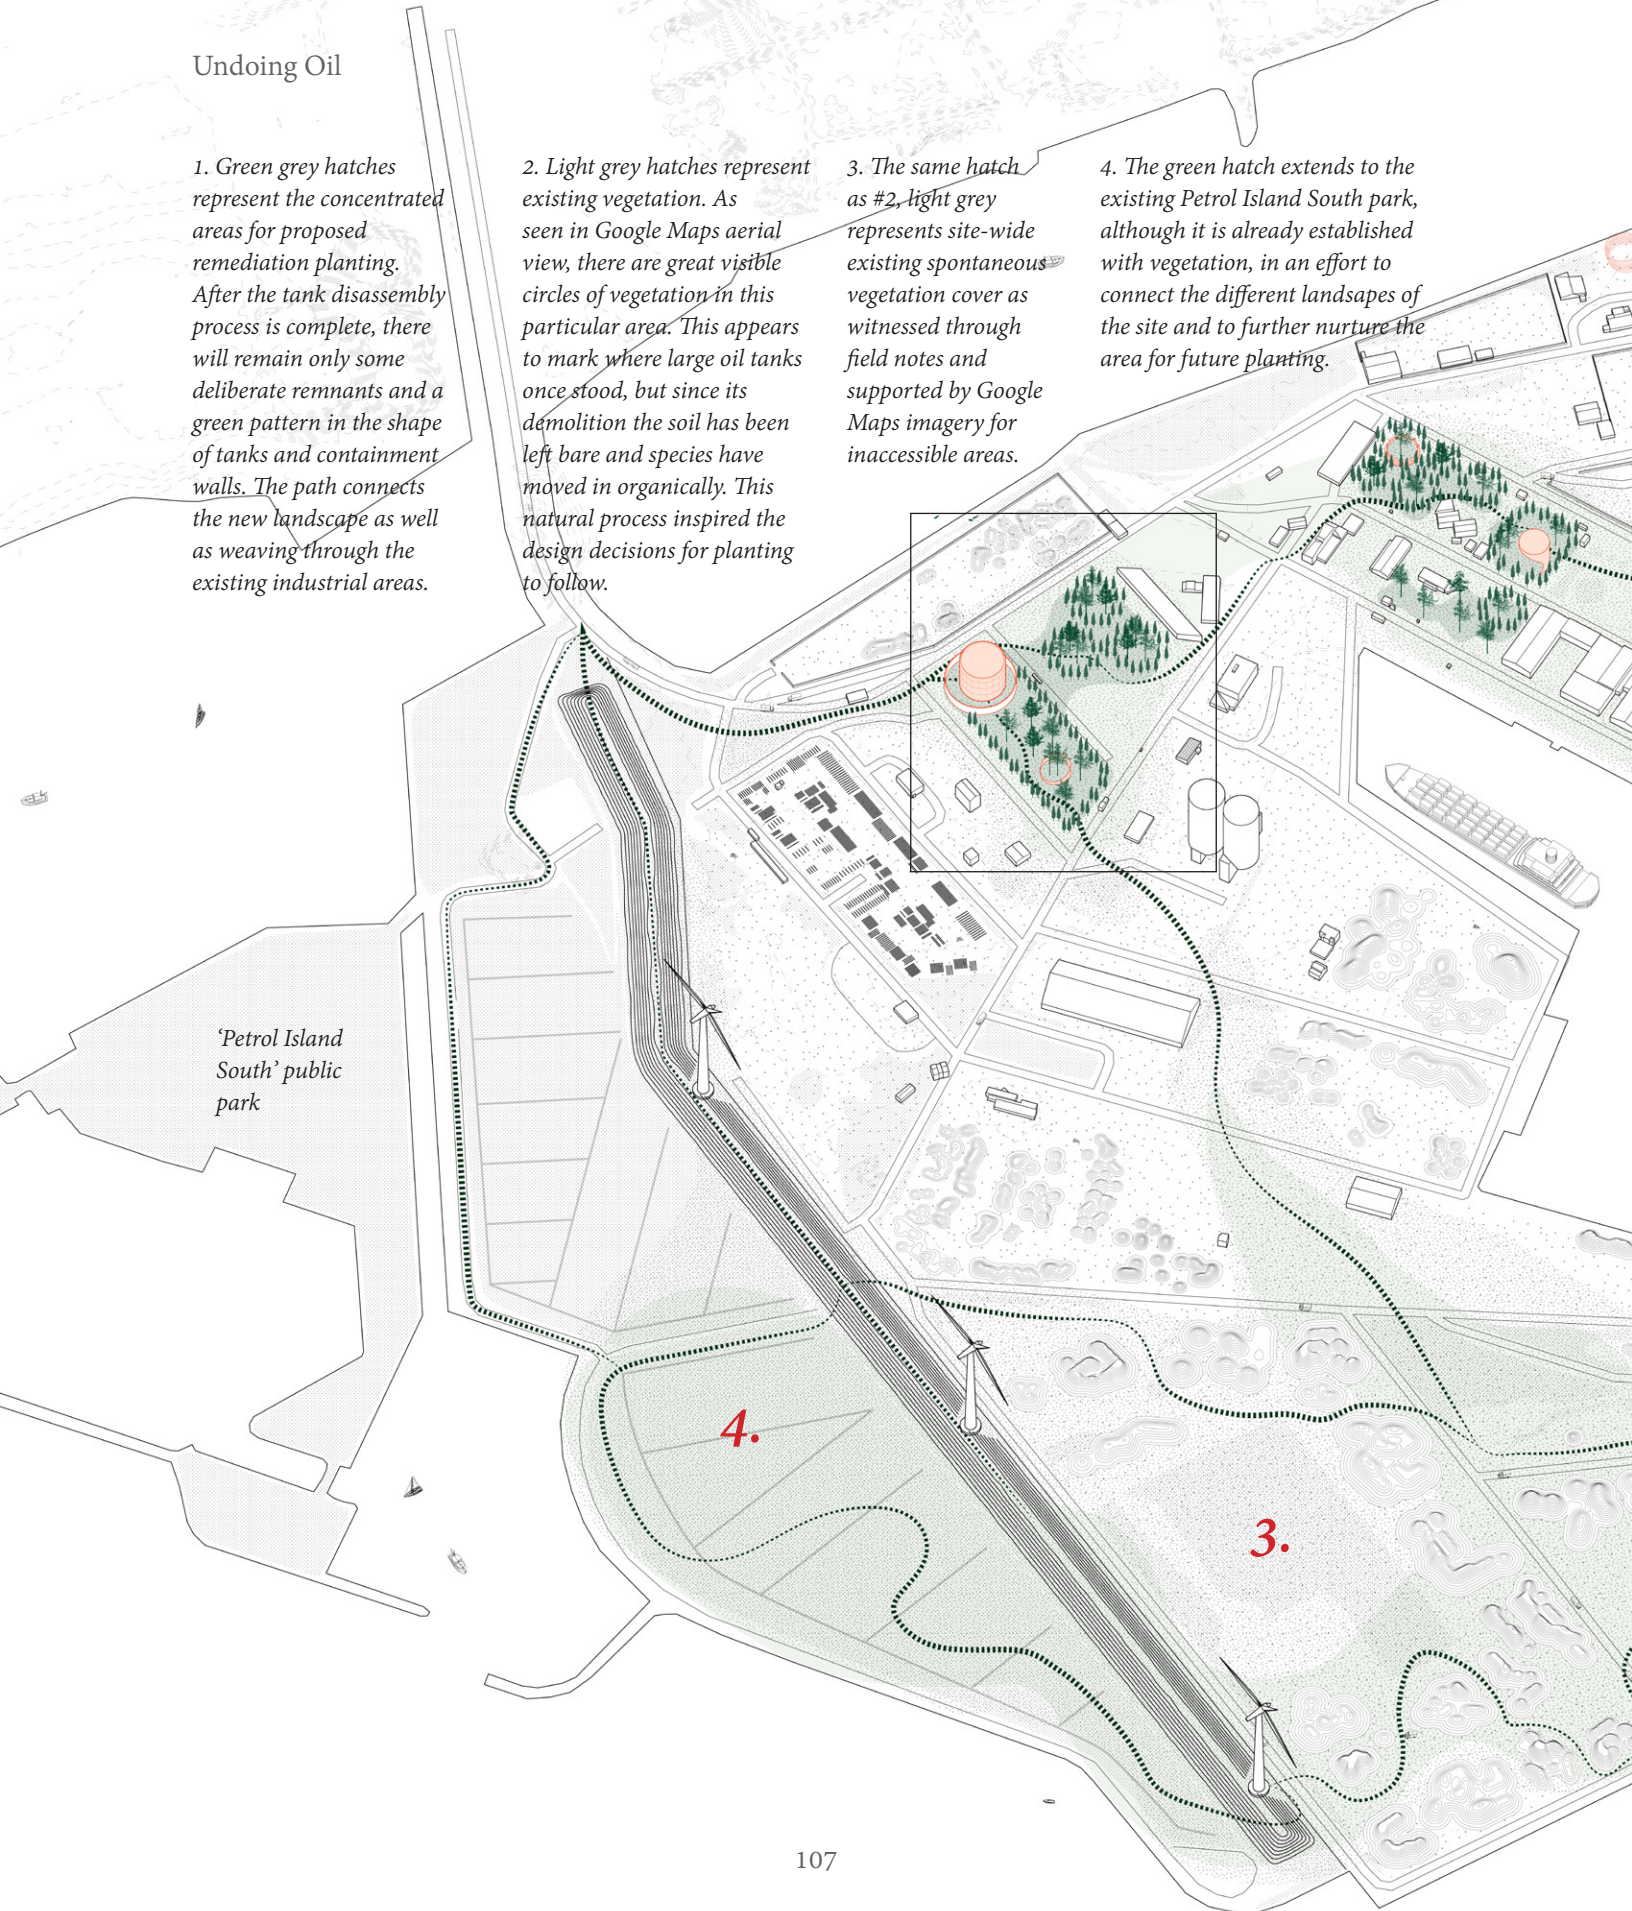 Undoing Oil
1. Green grey hatches
represent the concentrated
areas for proposed
remediation planting.
After the tank disassembly
process is complete, there
will remain only some
deliberate remnants and a
green pattern in the shape
of tanks and containment
walls. The path connects
the new landscape as well
as weaving through the
existing industrial areas.
2. Light grey hatches represent
existing vegetation. As
seen in Google Maps aerial
view, there are great visible
circles of vegetation in this
particular area. This appears
to mark where large oil tanks
once stood, but since its
demolition the soil has been
left bare and species have
moved in organically. This
natural process inspired the
design decisions for planting
to follow.
3. The same hatch
as #2, light grey
represents site-wide
existing spontaneous
vegetation cover as
witnessed through
field notes and
supported by Google
Maps imagery for
inaccessible areas.
4. The green hatch extends to the
existing Petrol Island South park,
although it is already established
with vegetation, in an effort to
connect the different landsapes of
the site and to further nurture the
area for future planting.
‘Petrol Island
South’ public
park
4.
3.
107